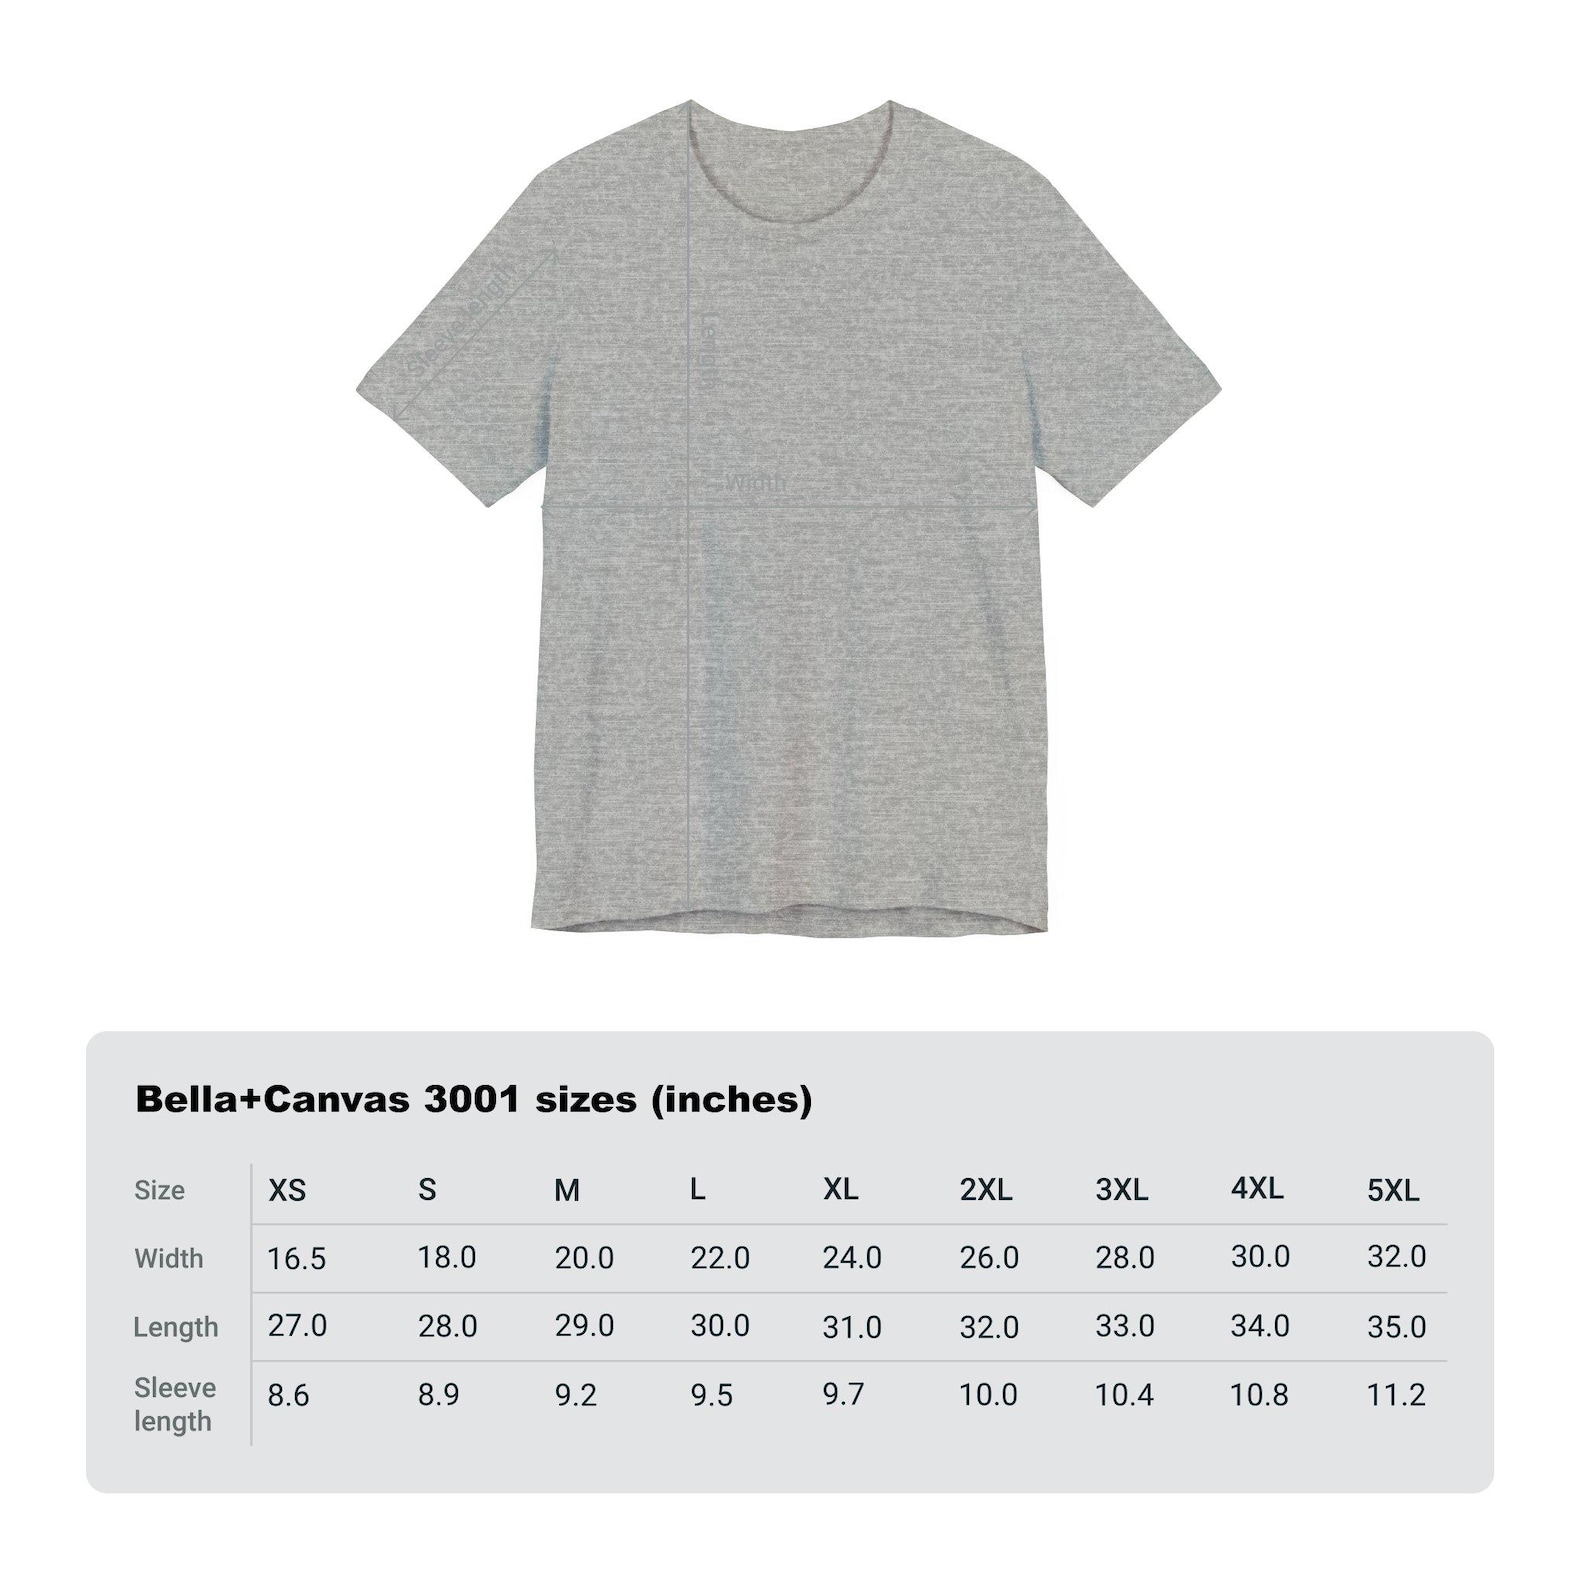 Sleeve length
Length
Width
Bella+Canvas 3001 sizes (inches)
Size XS S M L XL 2XL 3XL 4XL 5XL
Width 16.5 18.0 20.0 22.0 24.0 26.0 28.0 30.0 32.0
Length 27.0 28.0 29.0 30.0 31.0 32.0 33.0 34.0 35.0
Sleeve
length 8.6 8.9 9.2 9.5 9.7 10.0 10.4 10.8 11.2